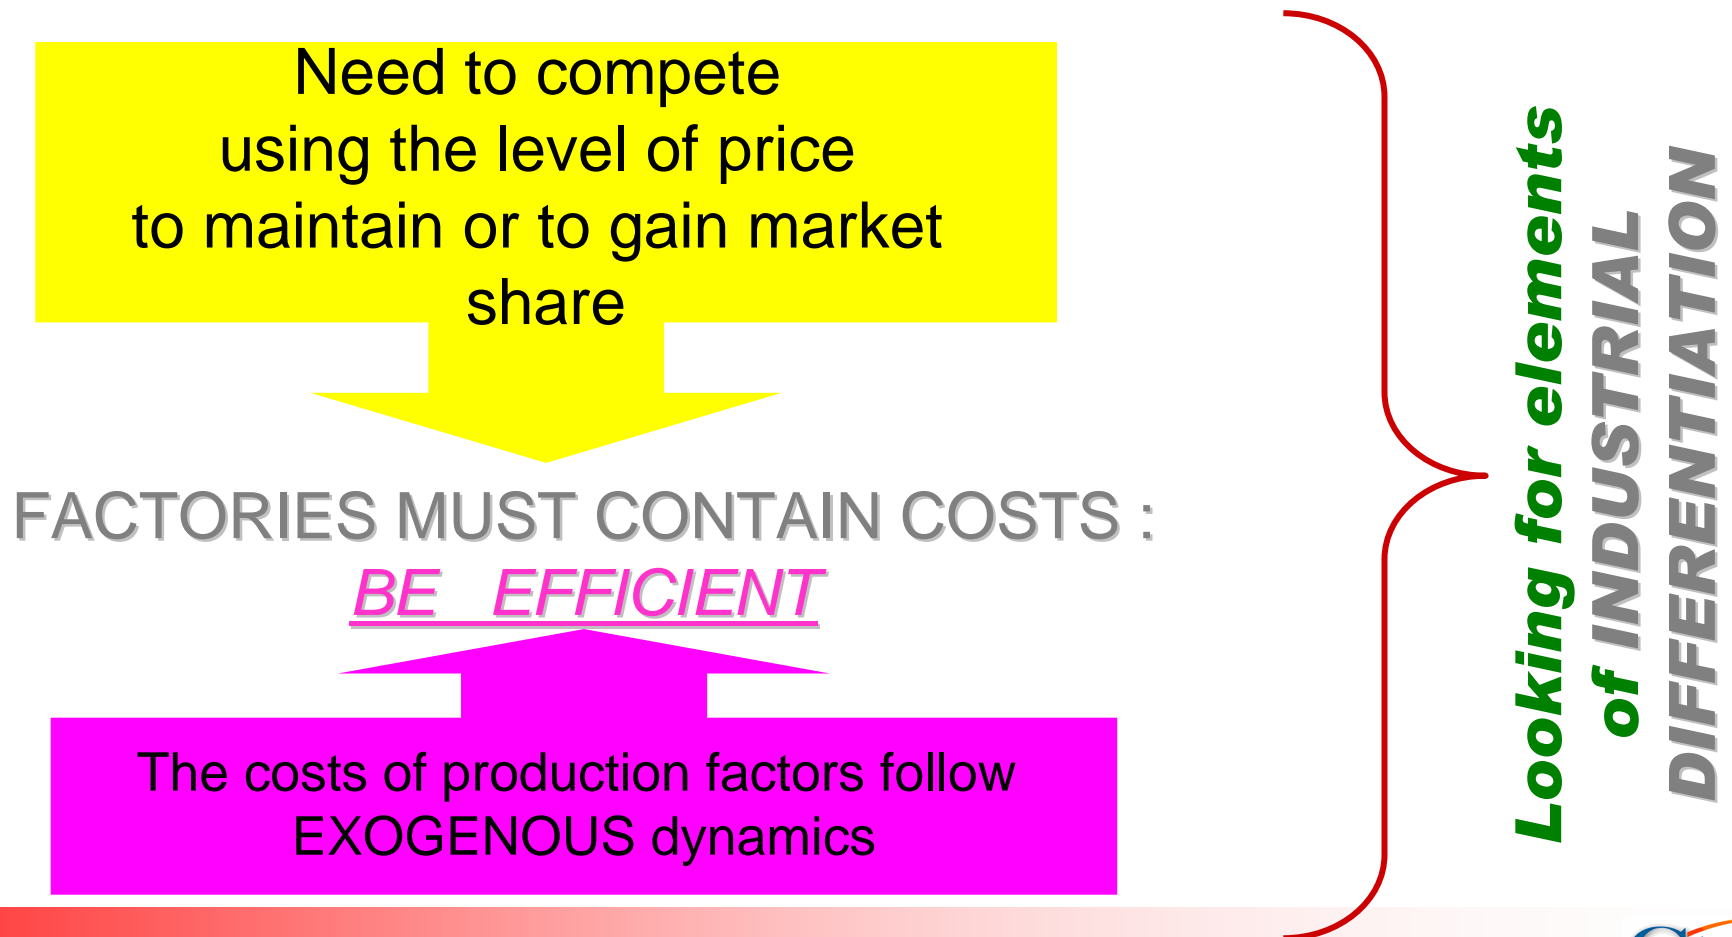 Need to compete
using the level of price
to maintain or to gain market
share
FACTORIES MUST CONTAIN COSTS :
BE EFFICIENT
The costs of production factors follow
EXOGENOUS dynamics
Looking for elements
of INDUSTRIAL
DIFFERENTIATION